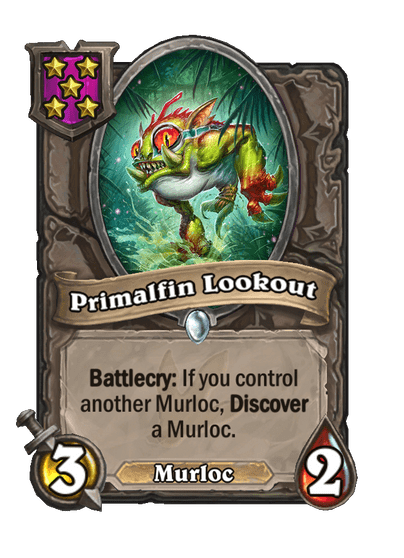 Primalfin Lookout
Battlecry: If you control
another Murloc, Discover
a Murloc.
3
Murloc
2